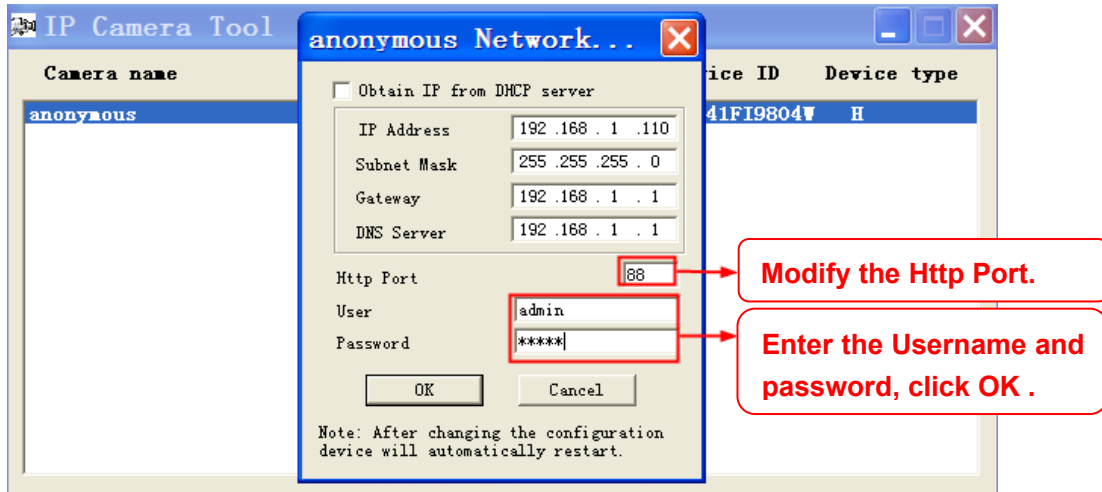 IP Camera Tool
anonymous Network...
Camera name
ice ID
Device type
anonymous
41FI9804W
H
Obtain IP from DHCP server
IP Address
192 .168 . 1 .110
Subnet Mask
255 .255 .255 . 0
Gateway
192 .168 . 1 . 1
DNS Server
192 .168 . 1 . 1
Http Port
88
Modify the Http Port.
User
admin
Password
*****
Enter the Username and
password, click OK .
OK
Cancel
Note: After changing the configuration
device will automatically restart.